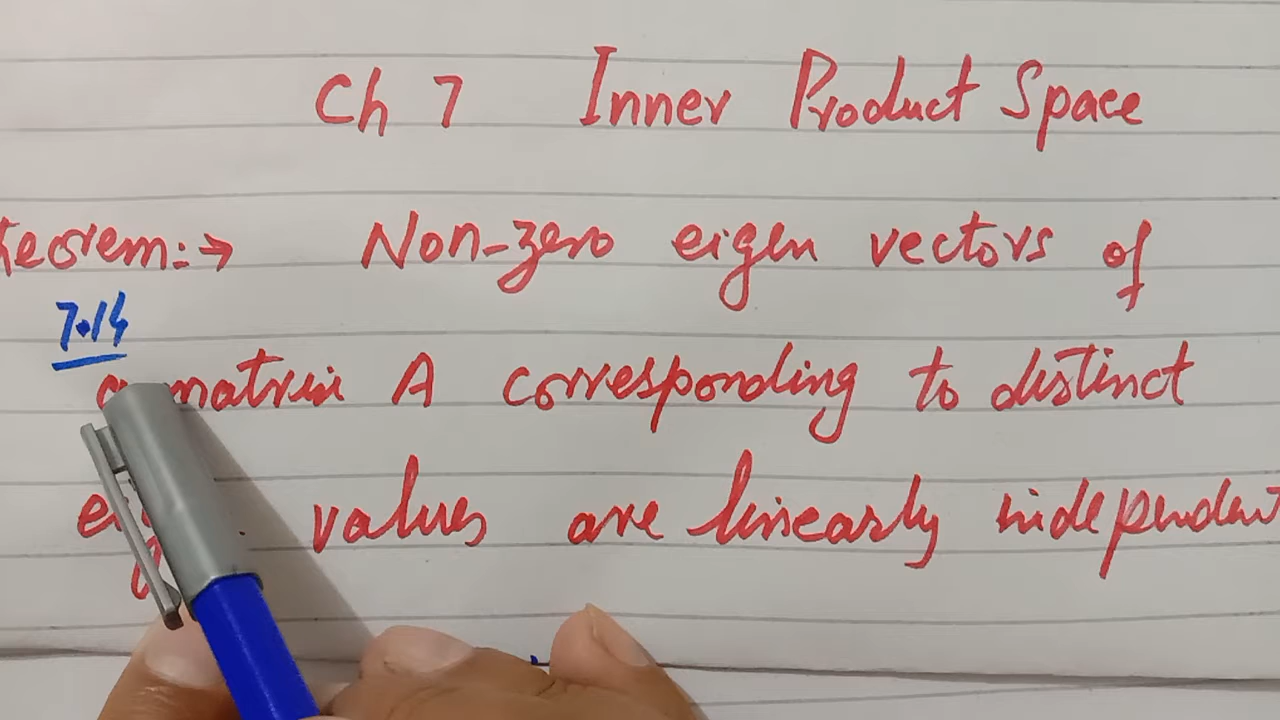 Ch 7 Inner Product Space
teorem:→ Non-zero eigen vectors of
7.14
a matrix A corresponding to distinct
values are linearly independent